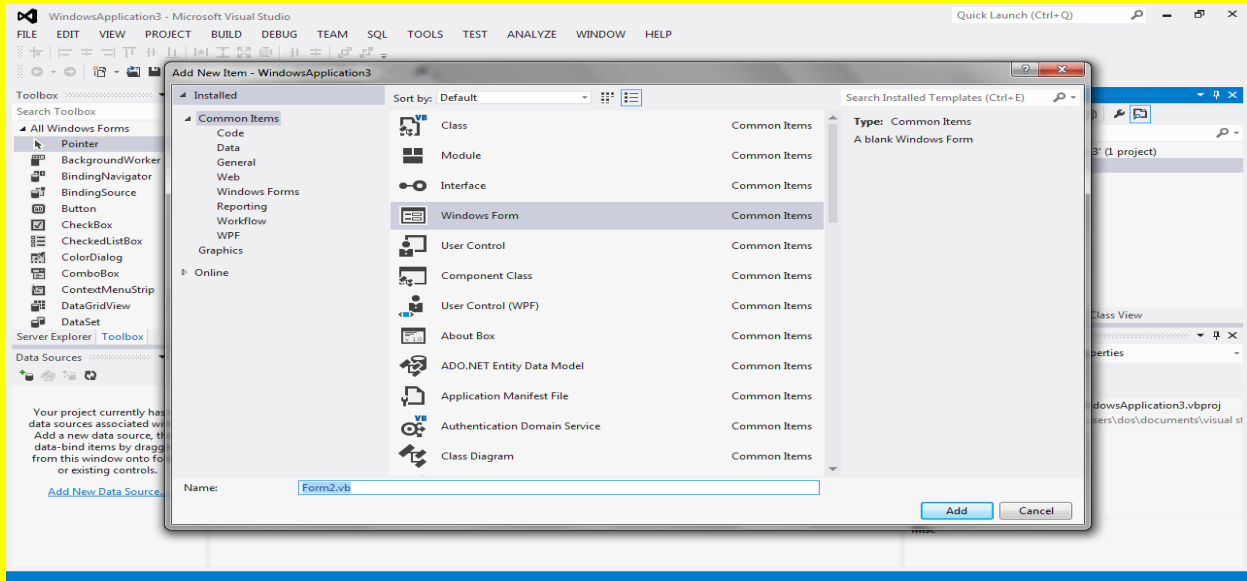 WindowsApplication3 - Microsoft Visual Studio
Quick Launch (Ctrl+Q)
FILE EDIT VIEW PROJECT BUILD DEBUG TEAM SQL TOOLS TEST ANALYZE WINDOW HELP
Add New Item - WindowsApplication3
Toolbox
Search Toolbox
All Windows Forms
Pointer
BackgroundWorker
BindingNavigator
BindingSource
Button
CheckBox
CheckedListBox
ColorDialog
ComboBox
ContextMenuStrip
DataGridView
DataSet
Server Explorer Toolbox
Data Sources
Your project currently has
data sources associated wi
Add a new data source, th
data-bind items by dragg
from this window onto fo
or existing controls.
Add New Data Source..
Installed
Common Items
Code
Data
General
Web
Windows Forms
Reporting
Workflow
WPF
Graphics
Online
Sort by: Default
Search Installed Templates (Ctrl+E)
VB
Class Common Items
Module Common Items
Interface Common Items
Windows Form Common Items
User Control Common Items
Component Class Common Items
User Control (WPF) Common Items
v 1.0
About Box Common Items
ADO.NET Entity Data Model Common Items
Application Manifest File Common Items
VB
Authentication Domain Service Common Items
Class Diagram Common Items
Type: Common Items
A blank Windows Form
Name: Form2.vb
Add Cancel
3' (1 project)
Class View
perties
dowsApplication3.vbproj
sers\dos\documents\visual st